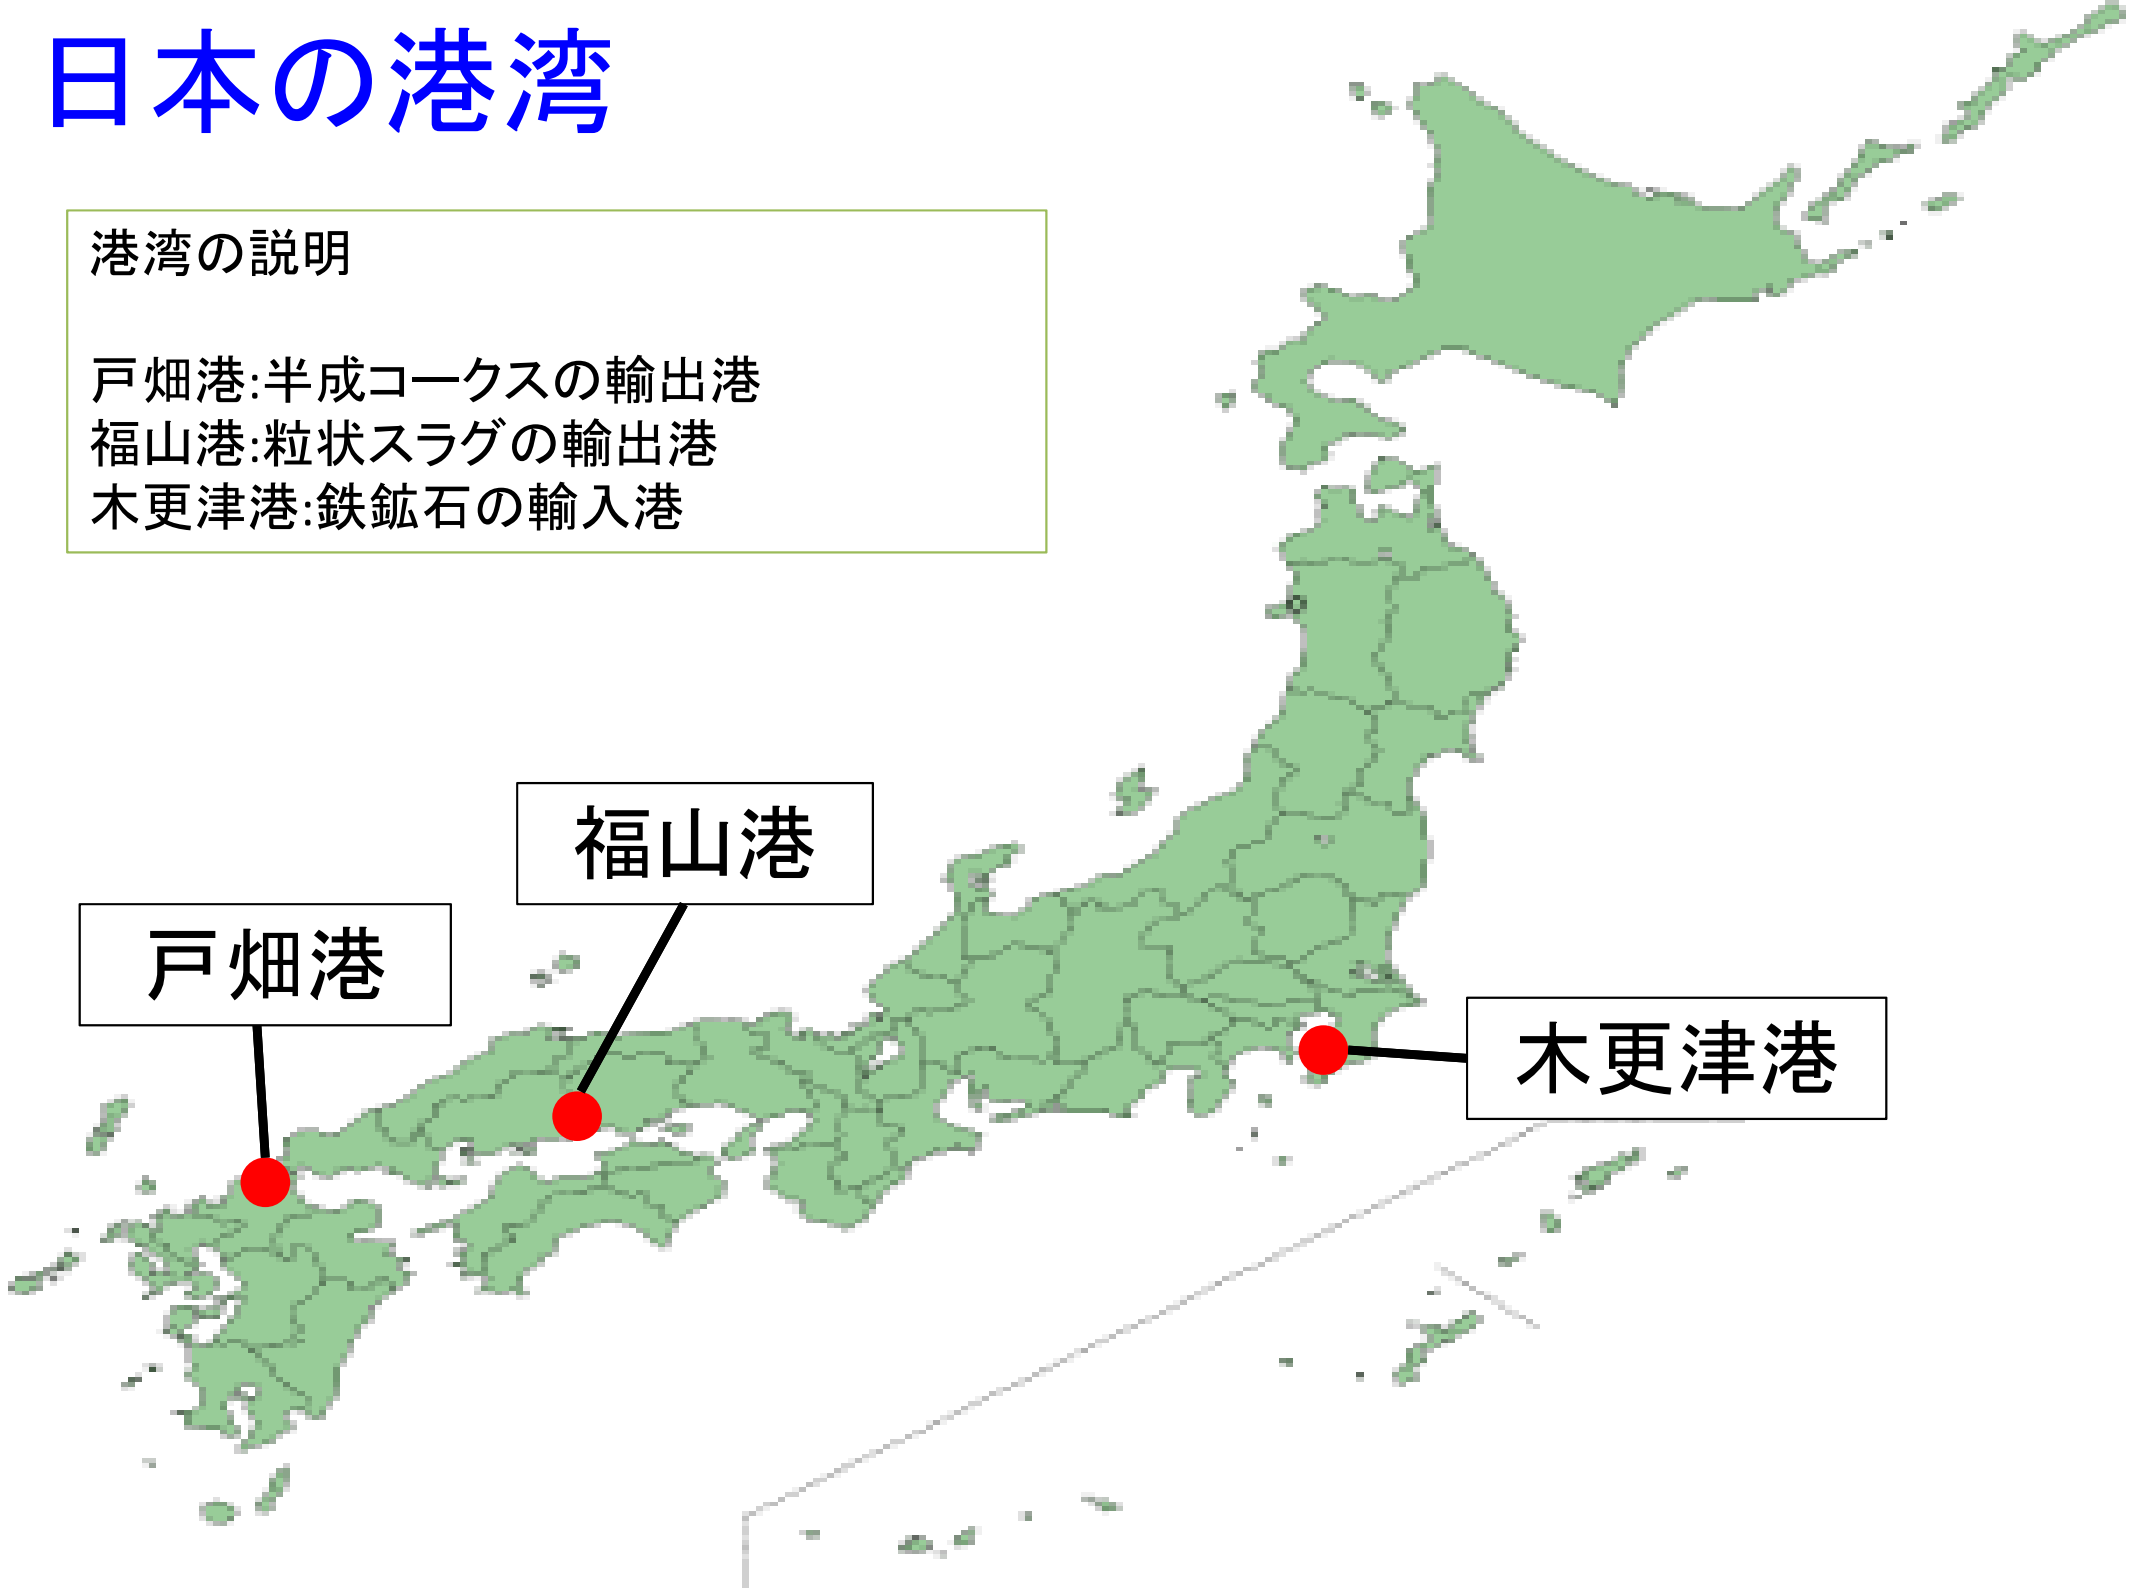 日本の港湾
港湾の説明
戸畑港:半成コークスの輸出港
福山港:粒状スラグの輸出港
木更津港:鉄鉱石の輸入港
福山港
戸畑港
木更津港